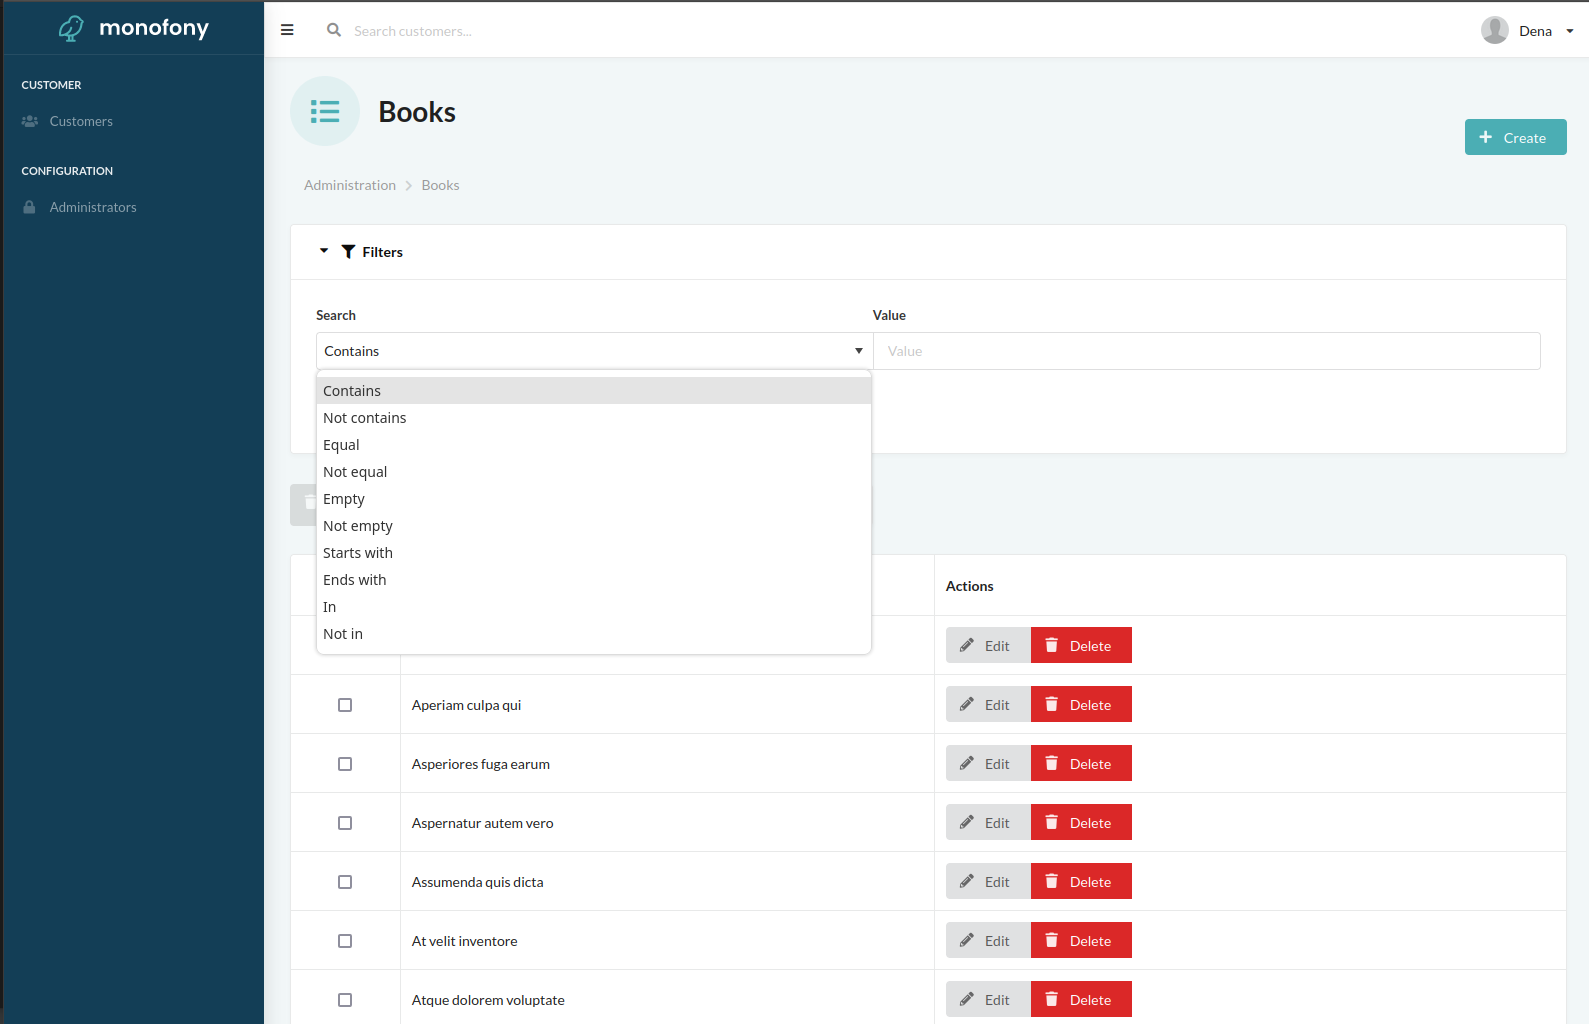 monofony
Search customers...
Dena
CUSTOMER
Customers
CONFIGURATION
Administrators
Books
Create
Administration > Books
Filters
Search
Value
Contains
Value
Contains
Not contains
Equal
Not equal
Empty
Not empty
Starts with
Ends with
In
Not in
Actions
Edit Delete
Aperiam culpa qui Edit Delete
Asperiores fuga earum Edit Delete
Aspernatur autem vero Edit Delete
Assumenda quis dicta Edit Delete
At velit inventore Edit Delete
Atque dolorem voluptate Edit Delete